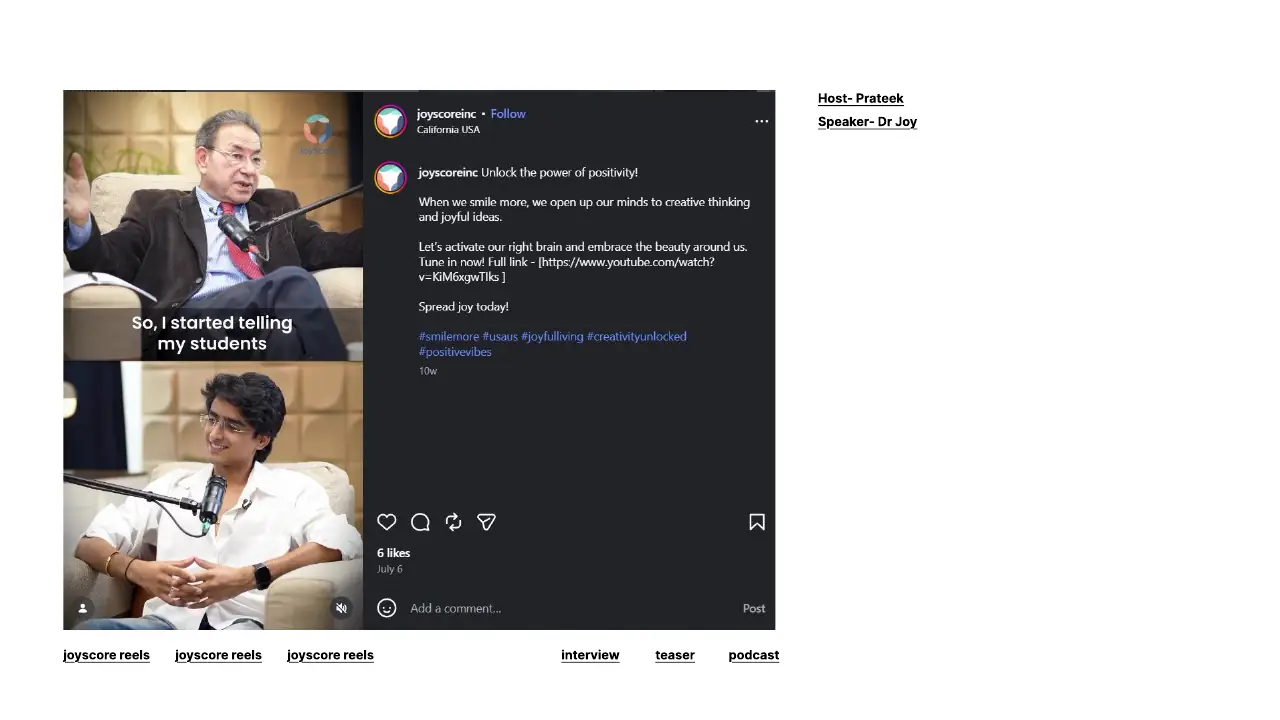 JoyScore
So, I started telling
my students
joyscoreinc • Follow
California USA
joyscoreinc Unlock the power of positivity!
When we smile more, we open up our minds to creative thinking
and joyful ideas.
Let's activate our right brain and embrace the beauty around us.
Tune in now! Full link - [https://www.youtube.com/watch?
v=KiM6xgwTIks ]
Spread joy today!
#smilemore #usaus #joyfulliving #creativityunlocked
#positivevibes
10w
6 likes
July 6
Add a comment...
Post
Host- Prateek
Speaker- Dr Joy
joyscore reels joyscore reels joyscore reels interview teaser podcast